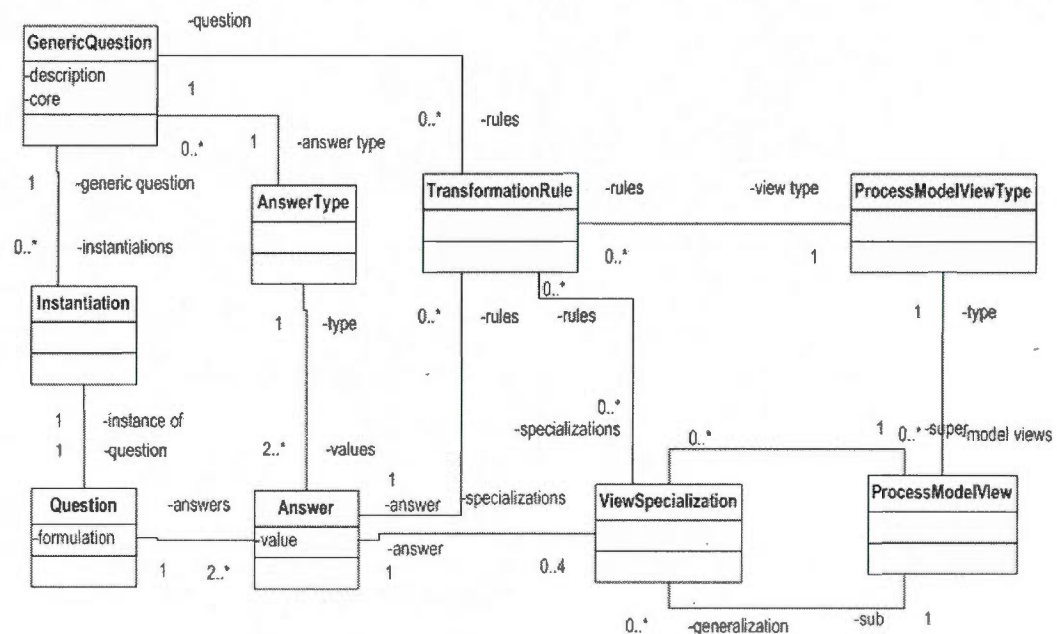 -question
GenericQuestion
-description
-core
1
0..*
1
-answer type
0..*
-rules
1
-generic question
AnswerType
TransformationRule
-rules
-view type
ProcessModelViewType
0..*
-instantiations
0..*
1
Instantiation
1
-type
0..*
-rules
0..*
-rules
1
-type
1
-instance of
0..*
-specializations
1
-question
2..*
-values
0..*
1
0..*
-super
-model views
1
-answers
-answer
-specializations
Question
Answer
ViewSpecialization
ProcessModelView
-formulation
-value
-answer
1
2..*
1
0..4
0..*
-generalization
-sub
1